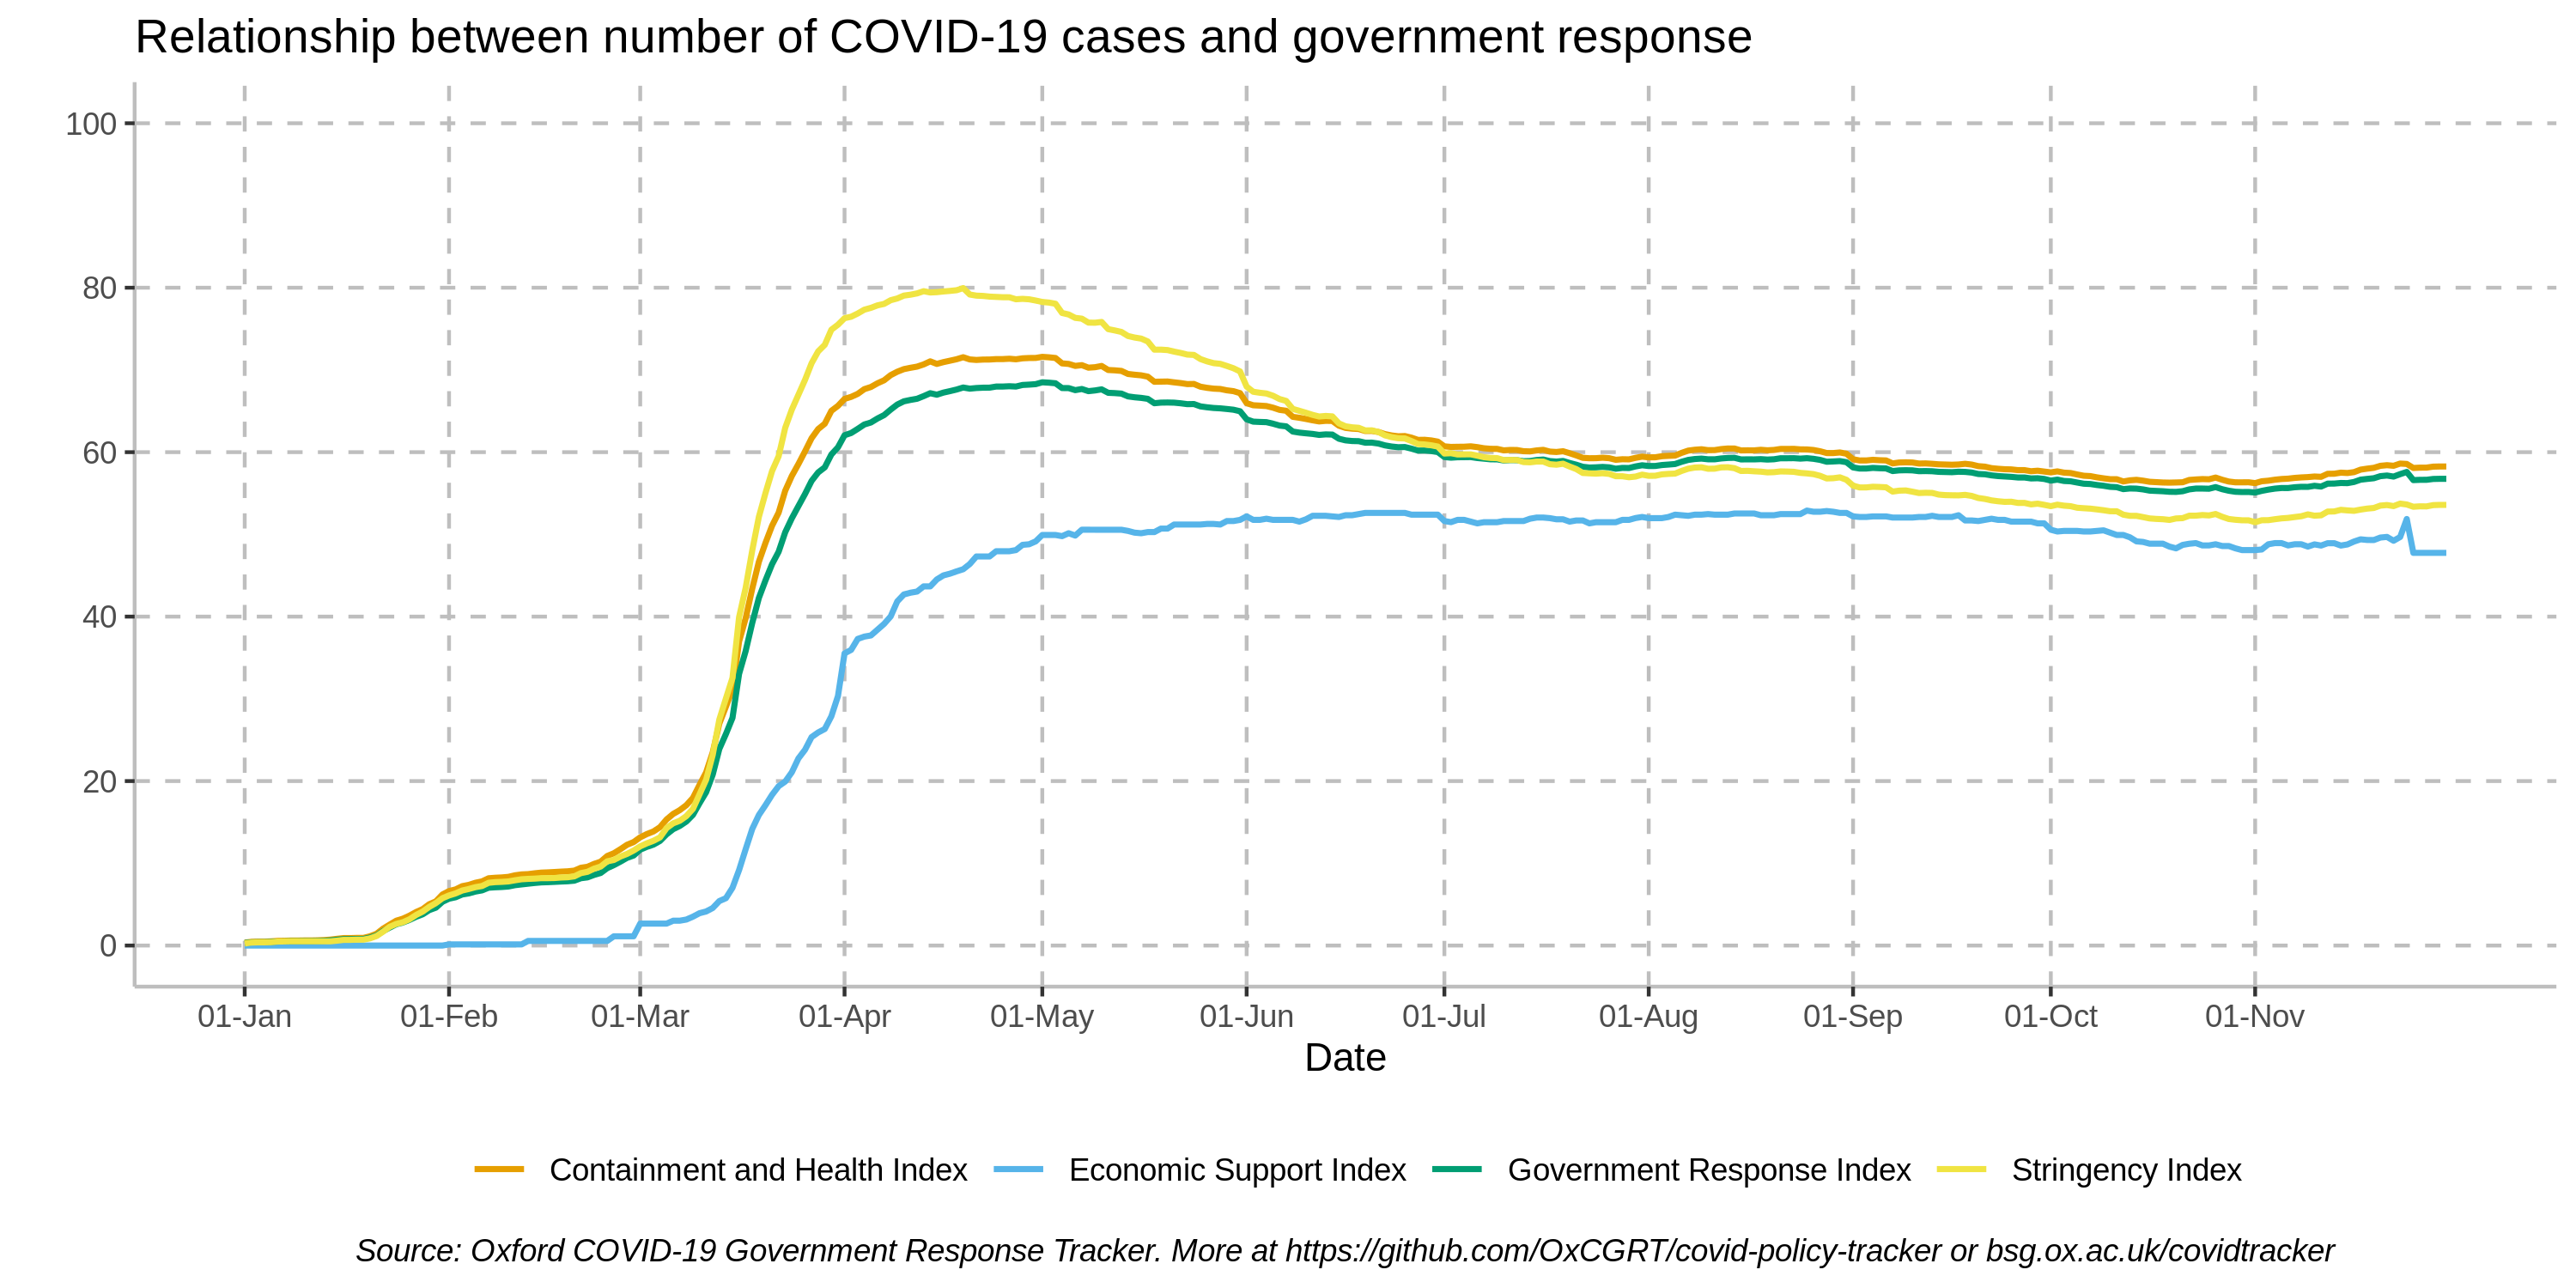 Relationship between number of COVID-19 cases and government response
100
80
60
40
20
0
01-Jan 01-Feb 01-Mar 01-Apr 01-May 01-Jun 01-Jul 01-Aug 01-Sep 01-Oct 01-Nov
Date
Containment and Health Index Economic Support Index Government Response Index Stringency Index
Source: Oxford COVID-19 Government Response Tracker. More at https://github.com/OxCGRT/covid-policy-tracker or bsg.ox.ac.uk/covidtracker